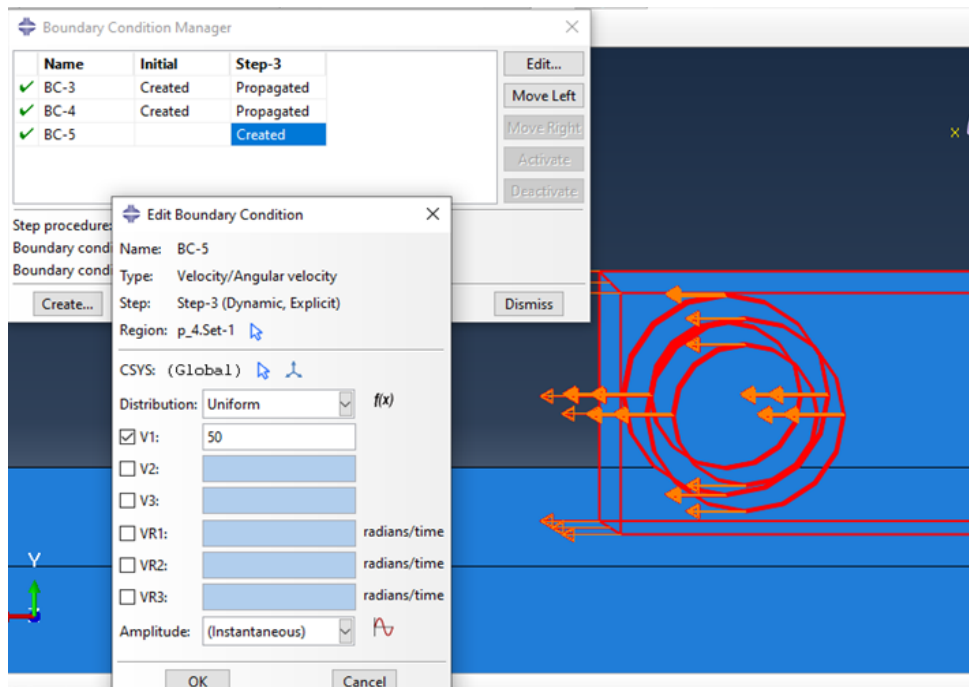 Boundary Condition Manager
Name Initial Step-3
BC-3 Created Propagated
BC-4 Created Propagated
BC-5 Created
Edit...
Move Left
Move Right
Activate
Deactivate
Step procedure:
Boundary condi
Boundary condi
Create...
Dismiss
Edit Boundary Condition
Name: BC-5
Type: Velocity/Angular velocity
Step: Step-3 (Dynamic, Explicit)
Region: p_4.Set-1
CSYS: (Global)
Distribution: Uniform f(x)
V1: 50
V2:
V3:
VR1: radians/time
VR2: radians/time
VR3: radians/time
Amplitude: (Instantaneous)
OK Cancel
X
Y